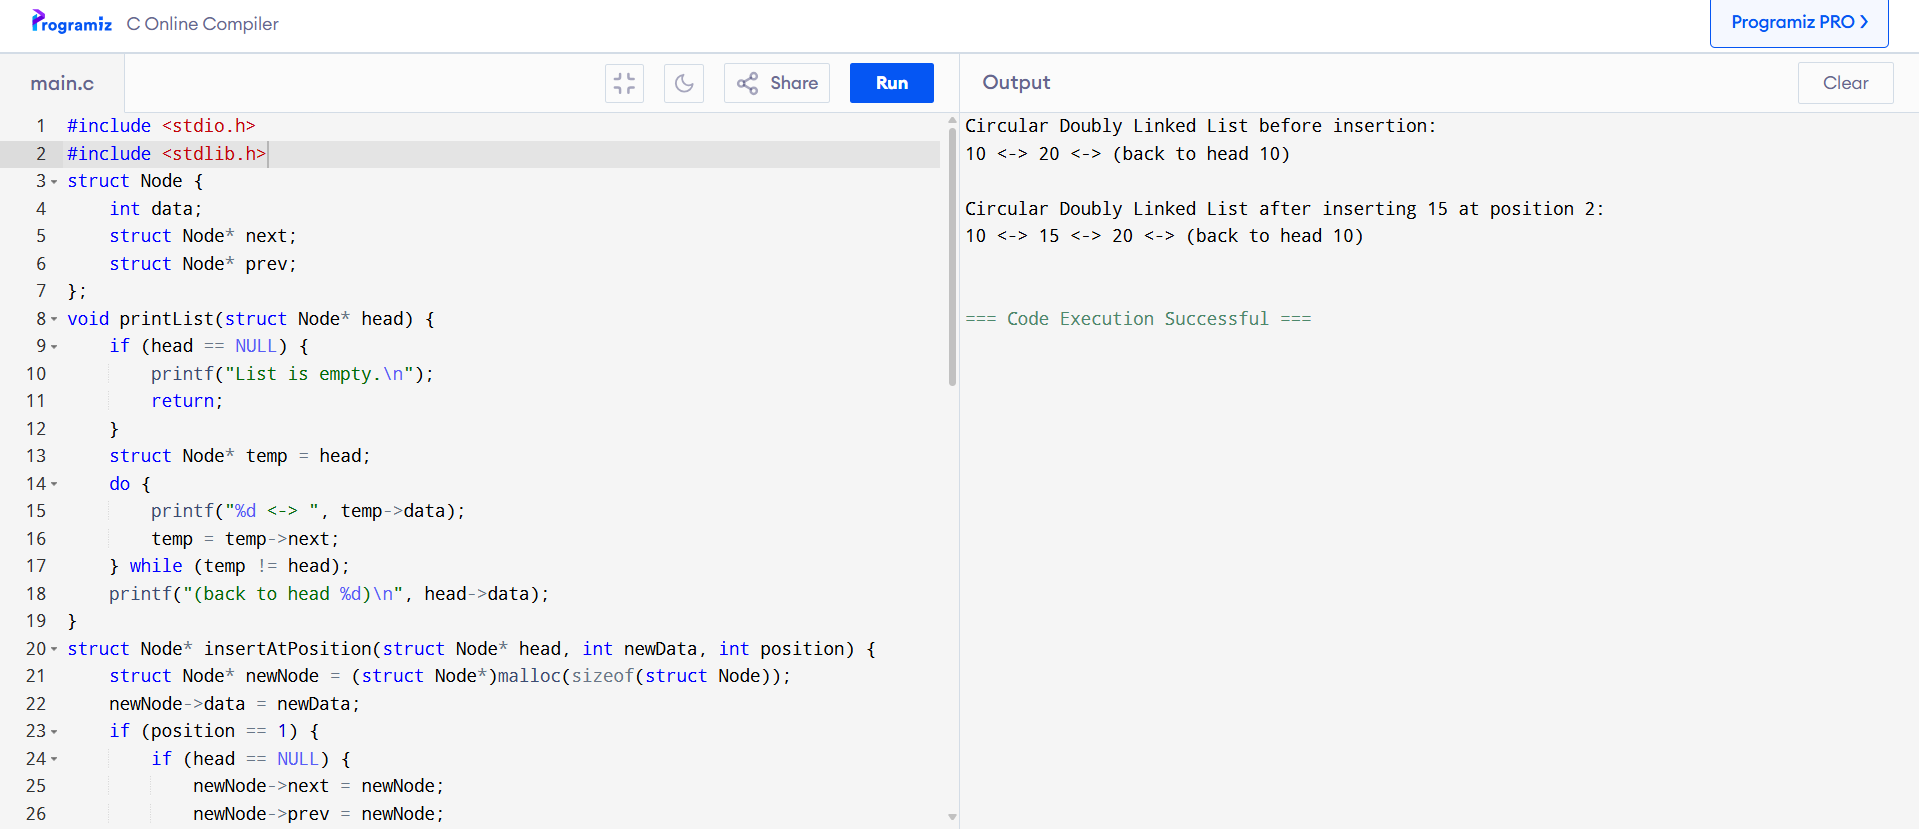 Programiz C Online Compiler
Programiz PRO >
main.c
Share
Run
Output
Clear
1 #include <stdio.h>
2 #include <stdlib.h>
3 struct Node {
4     int data;
5     struct Node* next;
6     struct Node* prev;
7 };
8 void printList(struct Node* head) {
9     if (head == NULL) {
10         printf("List is empty.\n");
11         return;
12     }
13     struct Node* temp = head;
14     do {
15         printf("%d <-> ", temp->data);
16         temp = temp->next;
17     } while (temp != head);
18     printf("(back to head %d)\n", head->data);
19 }
20 struct Node* insertAtPosition(struct Node* head, int newData, int position) {
21     struct Node* newNode = (struct Node*)malloc(sizeof(struct Node));
22     newNode->data = newData;
23     if (position == 1) {
24         if (head == NULL) {
25             newNode->next = newNode;
26             newNode->prev = newNode;
Circular Doubly Linked List before insertion:
10 <-> 20 <-> (back to head 10)
Circular Doubly Linked List after inserting 15 at position 2:
10 <-> 15 <-> 20 <-> (back to head 10)
=== Code Execution Successful ===